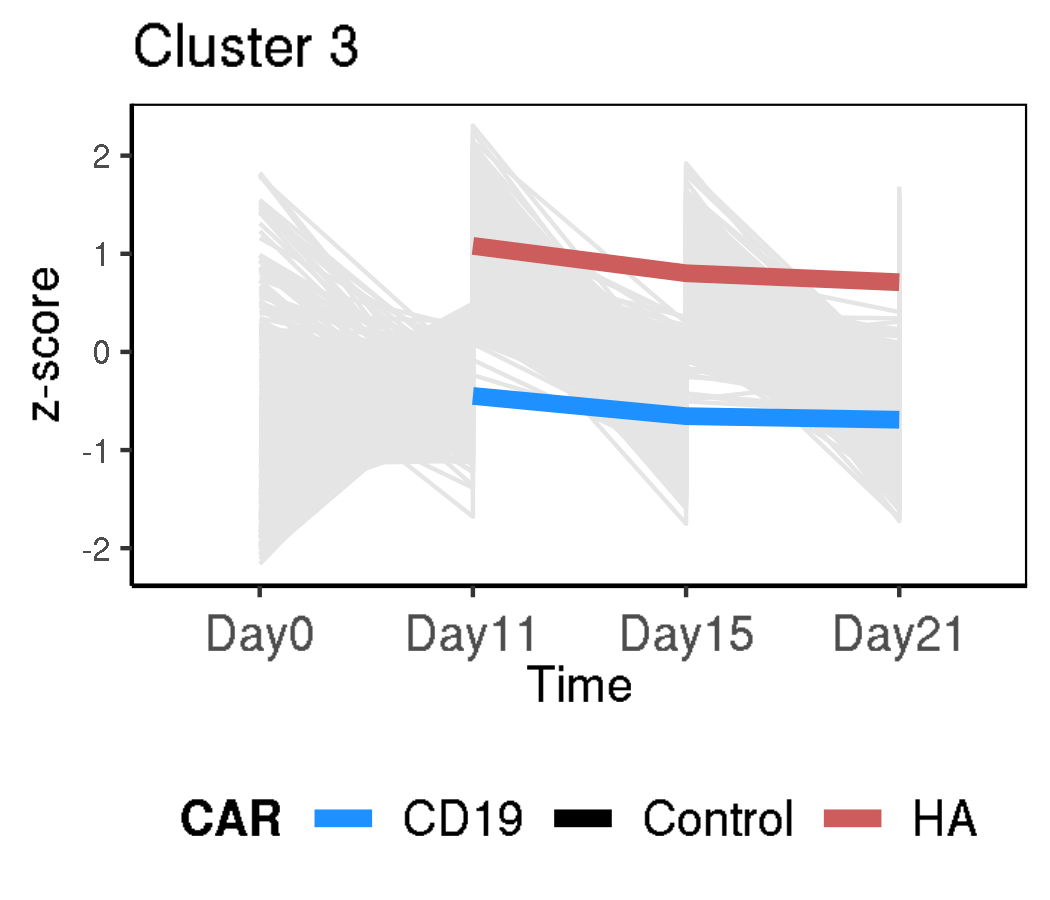 Cluster 3
z-score
2
1
0
-1
-2
Day0 Day11 Day15 Day21
Time
CAR CD19 Control HA